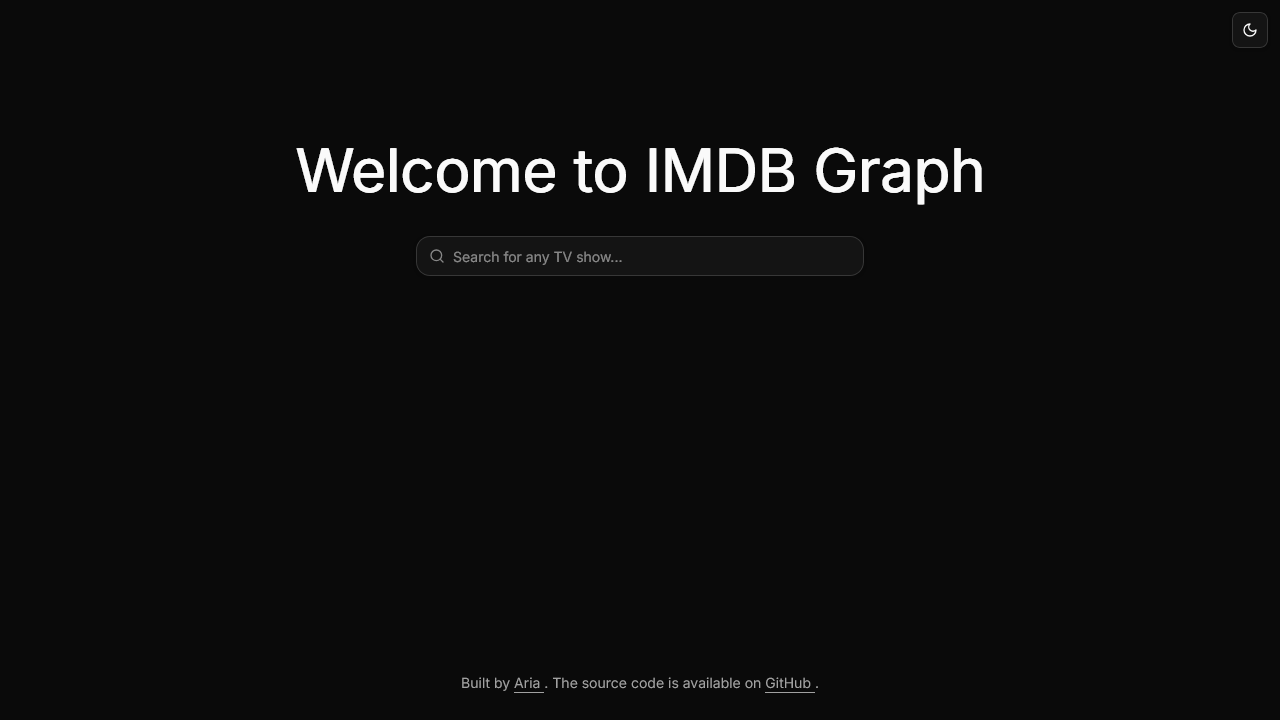 Welcome to IMDB Graph
Search for any TV show...
Built by Aria . The source code is available on GitHub .